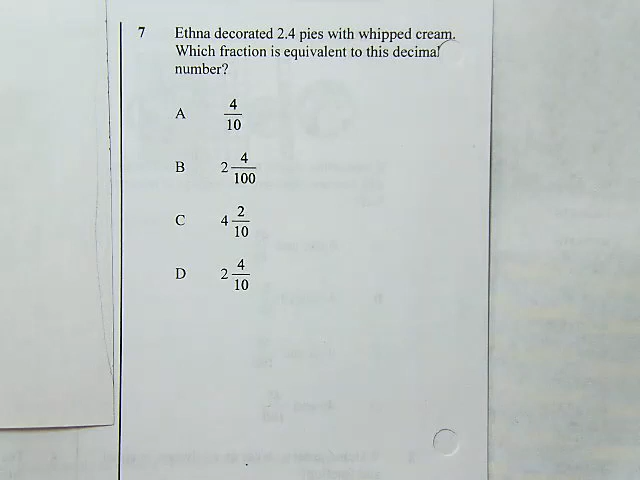 7 Ethna decorated 2.4 pies with whipped cream.
Which fraction is equivalent to this decimal
number?
A 4/10
B 2 4/100
C 4 2/10
D 2 4/10